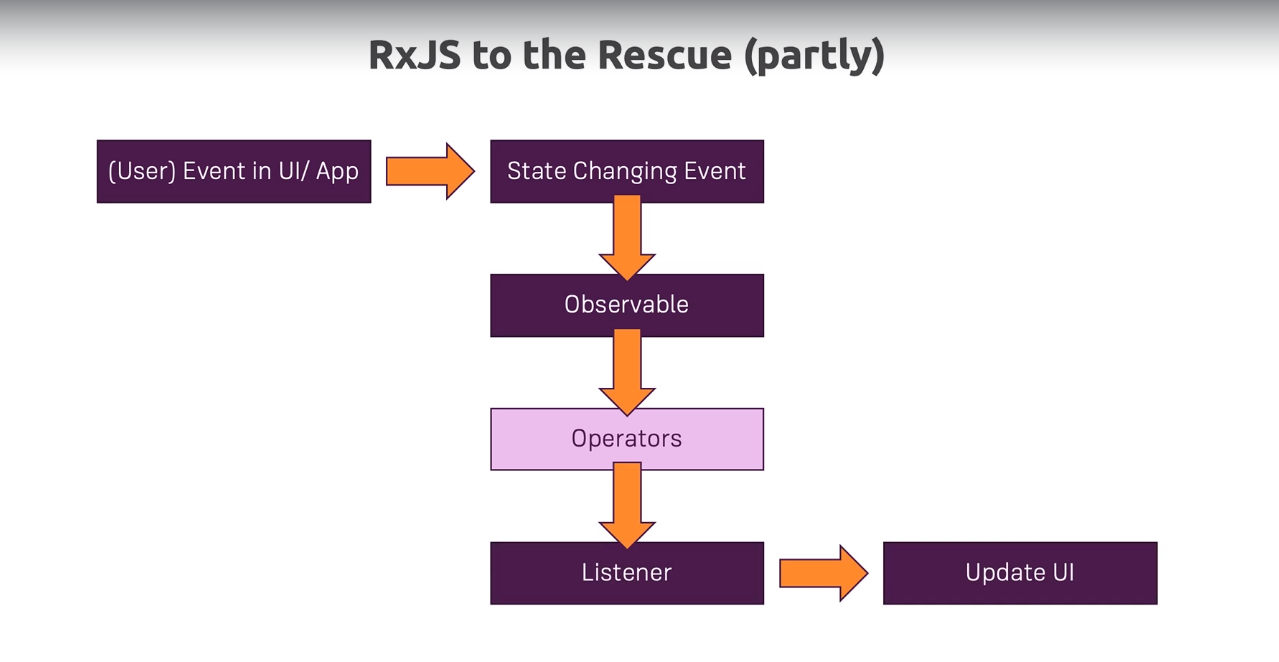 RxJS to the Rescue (partly)
(User) Event in UI/ App
State Changing Event
Observable
Operators
Listener
Update UI